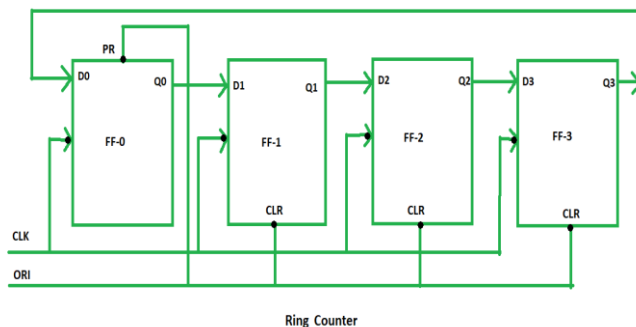 PR
D0 Q0 D1 Q1 D2 Q2 D3 Q3
FF-0 FF-1 FF-2 FF-3
CLR CLR CLR
CLK
ORI
Ring Counter